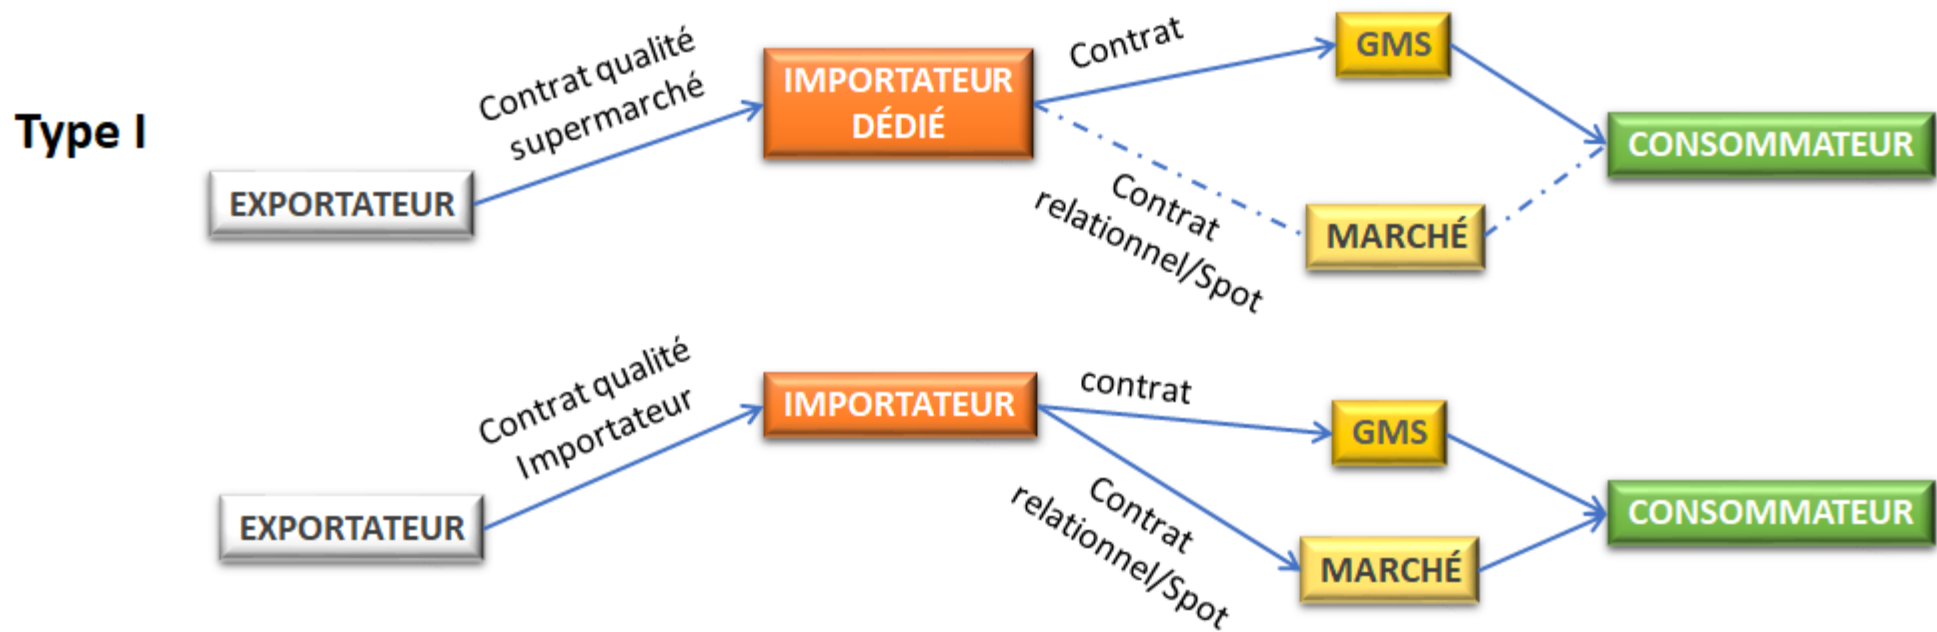 Type I
EXPORTATEUR
Contrat qualité
supermarché
IMPORTATEUR
DÉDIÉ
Contrat
GMS
Contrat
relationnel/Spot
MARCHÉ
CONSOMMATEUR
EXPORTATEUR
Contrat qualité
Importateur
IMPORTATEUR
contrat
GMS
Contrat
relationnel/Spot
MARCHÉ
CONSOMMATEUR